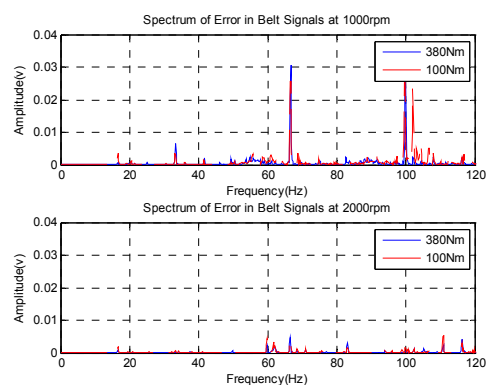 Spectrum of Error in Belt Signals at 1000rpm
0.04
0.03
0.02
0.01
0
Amplitude(v)
380Nm
100Nm
0 20 40 60 80 100 120
Frequency(Hz)
Spectrum of Error in Belt Signals at 2000rpm
0.04
0.03
0.02
0.01
0
Amplitude(v)
380Nm
100Nm
0 20 40 60 80 100 120
Frequency(Hz)